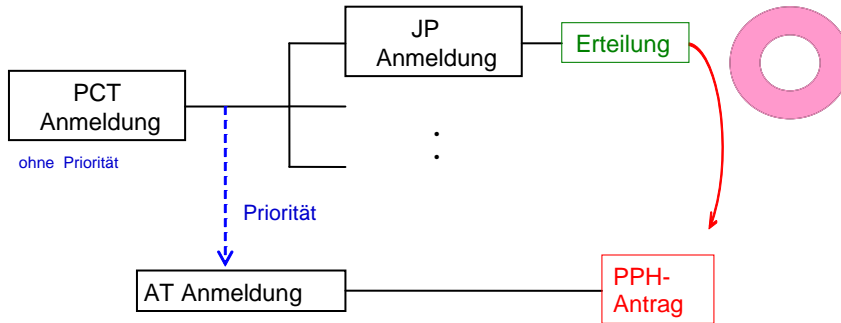 JP
Anmeldung
Erteilung
PCT
Anmeldung
ohne Priorität
Priorität
AT Anmeldung
PPH-
Antrag